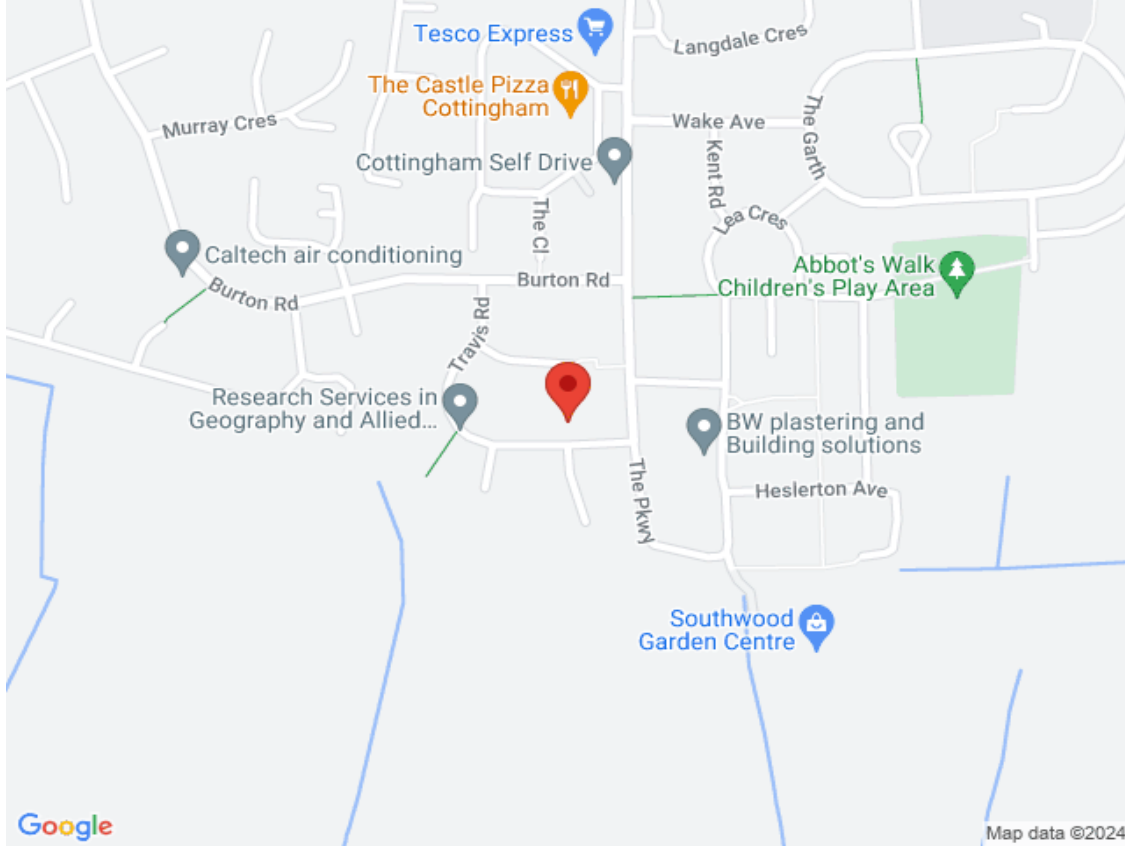 Tesco Express
Langdale Cres
The Castle Pizza
Cottingham
The Garth
Murray Cres
Wake Ave
Kent Rd
Cottingham Self Drive
The Cl
Lea Cres
Caltech air conditioning
Abbot's Walk
Children's Play Area
Burton Rd
Burton Rd
Travis Rd
Research Services in
Geography and Allied...
BW plastering and
Building solutions
The Pkwy
Heslerton Ave
Southwood
Garden Centre
Google
Map data ©2024